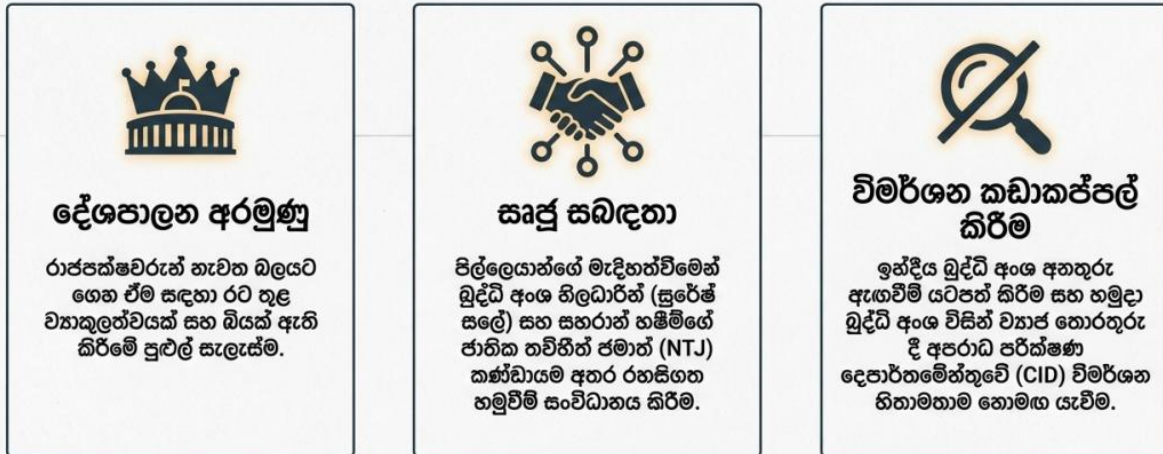 දේශපාලන අරමුණු
රාජපක්ෂවරුන් නැවත බලයට
ගෙන ඒම සඳහා රට තුළ
ව්‍යාකූලත්වයක් සහ බියක් ඇති
කිරීමේ පුළුල් සැලැස්ම.
සෘජු සබඳතා
පිල්ලෙයාන්ගේ මැදිහත්වීමෙන්
බුද්ධි අංශ නිලධාරීන් (සුරේෂ්
සලේ) සහ සහරාන් හෂීම්ගේ
ජාතික තව්හීත් ජමාත් (NTJ)
කණ්ඩායම අතර රහසිගත
හමුවීම් සංවිධානය කිරීම.
විමර්ශන කඩාකප්පල්
කිරීම
ඉන්දීය බුද්ධි අංශ අනතුරු
ඇඟවීම් යටපත් කිරීම සහ හමුදා
බුද්ධි අංශ විසින් ව්‍යාජ තොරතුරු
දී අපරාධ පරීක්ෂණ
දෙපාර්තමේන්තුවේ (CID) විමර්ශන
හිතාමතාම නොමඟ යැවීම.